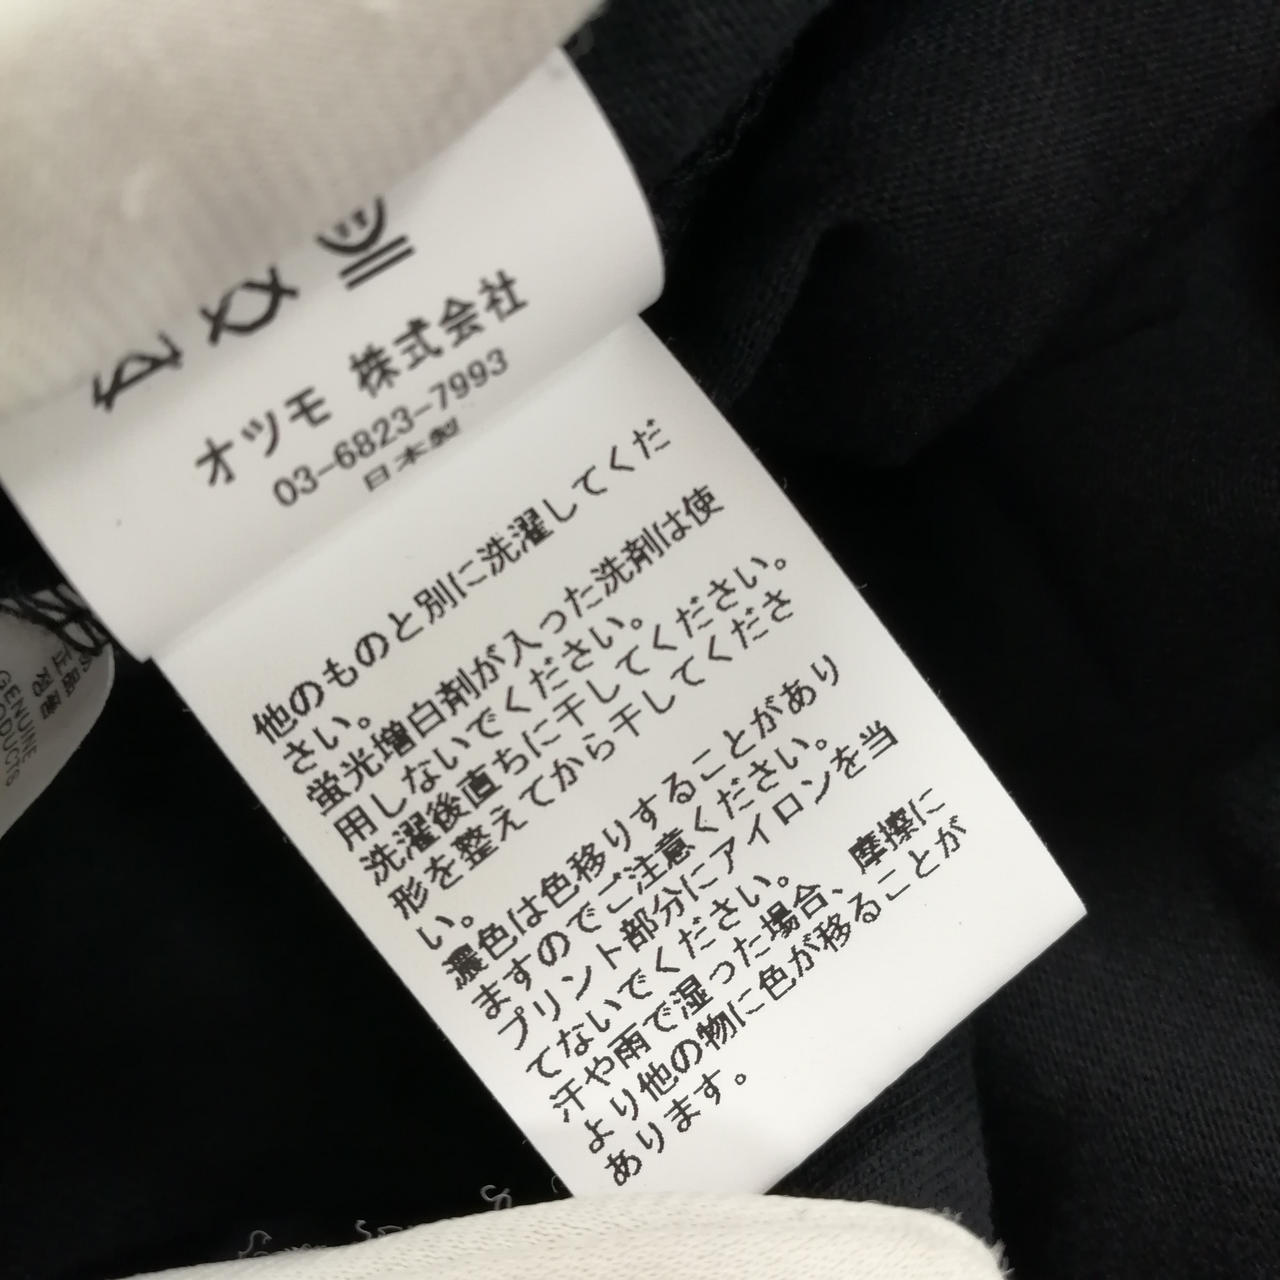 オツモ 株式会社
03-6823-7993
日本製
他のものと別に洗濯してくだ
さい。
蛍光増白剤が入った洗剤は使
用しないでください。
洗濯後直ちに干してください。
形を整えてから干してくださ
い。
濃色は色移りすることがあり
ますのでご注意ください。
プリント部分にアイロンを当
てないでください。
汗や雨で湿った場合、摩擦に
より他の物に色が移ることが
あります。
GENUINE